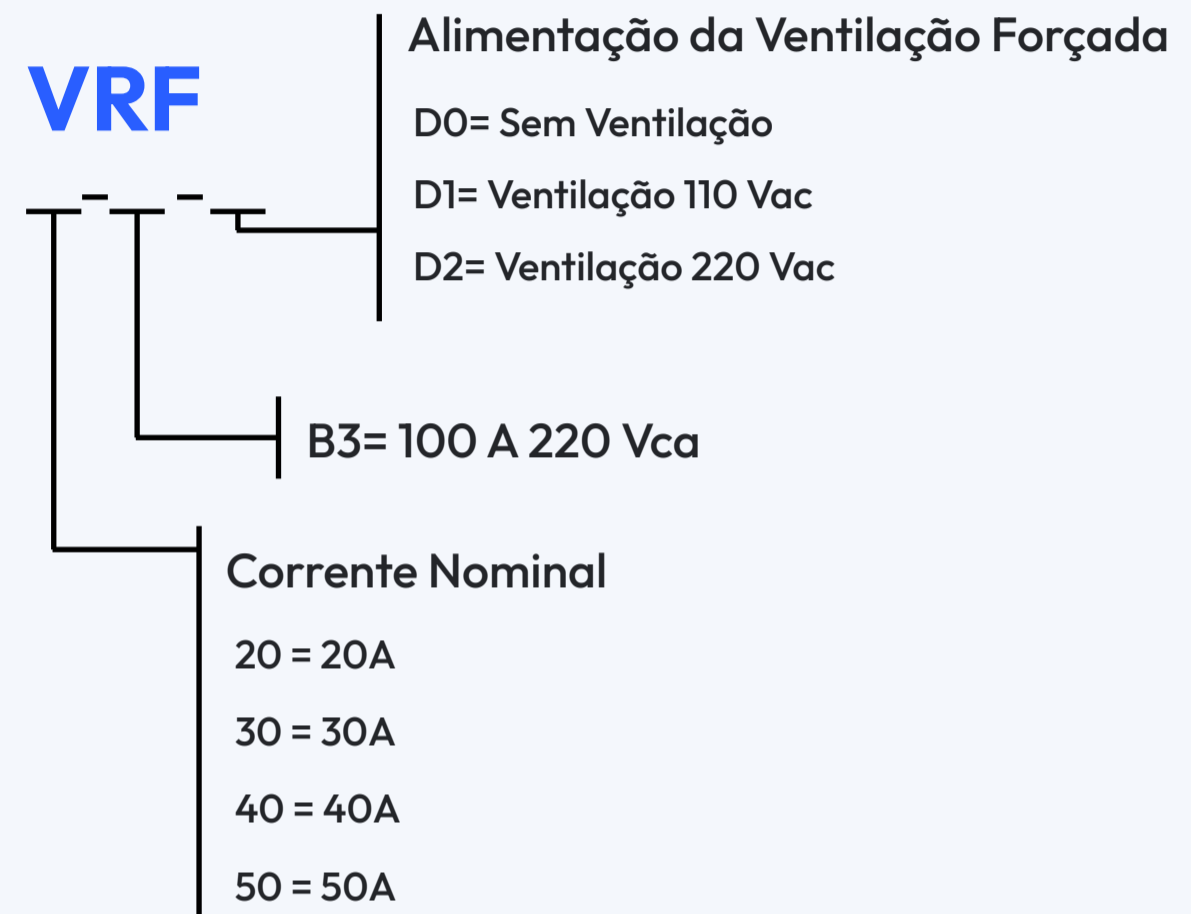 VRF
Alimentação da Ventilação Forçada
D0= Sem Ventilação
D1= Ventilação 110 Vac
D2= Ventilação 220 Vac
B3= 100 A 220 Vca
Corrente Nominal
20 = 20A
30 = 30A
40 = 40A
50 = 50A